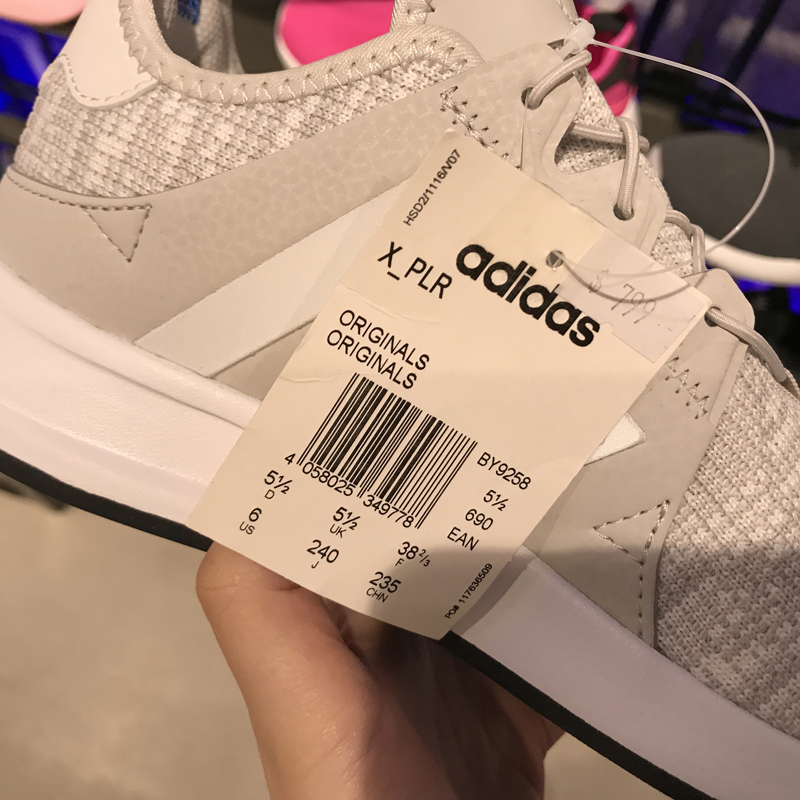 HSD2/1116/V07
X_PLR
adidas
$ 799.-
ORIGINALS
ORIGINALS
BY9258
4 058025 349778
5½
690
EAN
5½
D
6
US
5½
UK
240
J
38 2/3
F
235
CHN
PO# 117636509